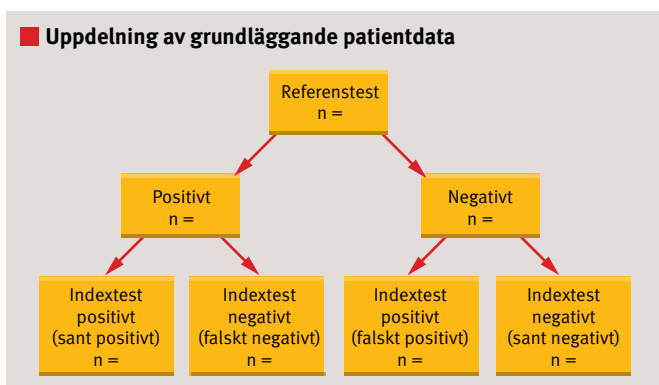 Uppdelning av grundläggande patientdata
Referenstest
n =
Positivt
n =
Negativt
n =
Indextest
positivt
(sant positivt)
n =
Indextest
negativt
(falskt negativt)
n =
Indextest
positivt
(falskt positivt)
n =
Indextest
negativt
(sant negativt)
n =